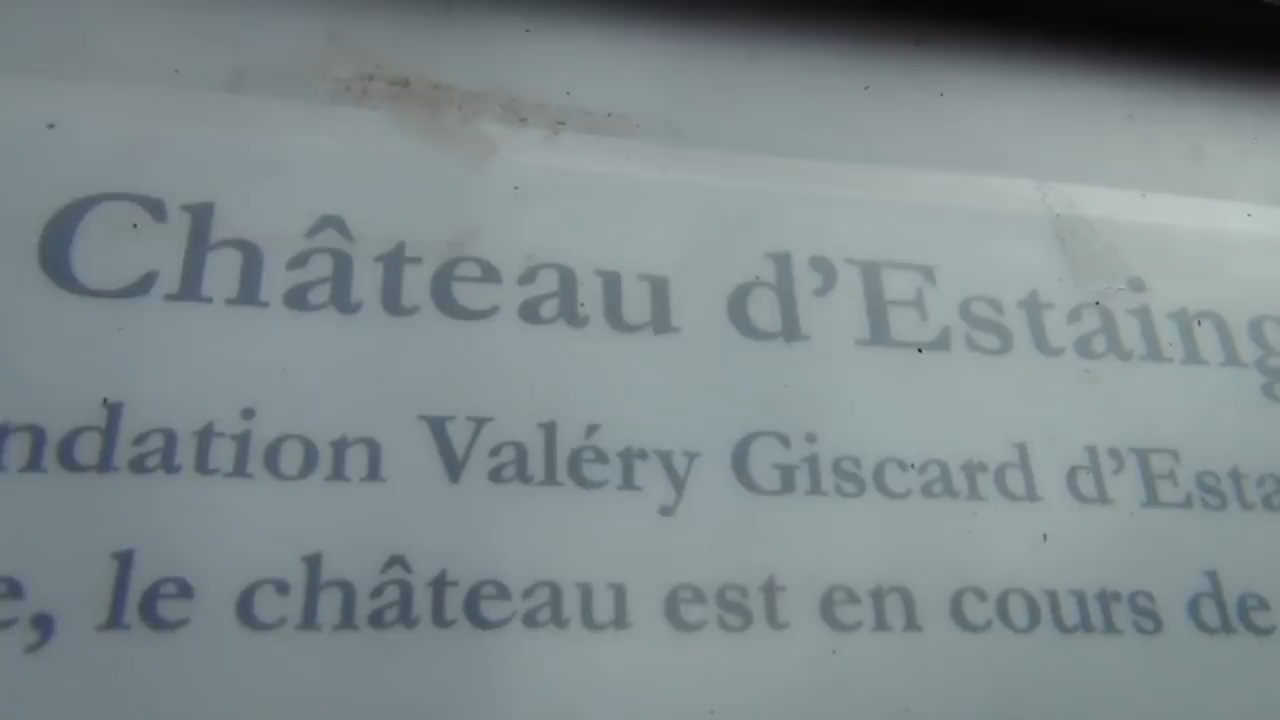 Château d'Estaing
ndation Valéry Giscard d'Esta
e, le château est en cours de